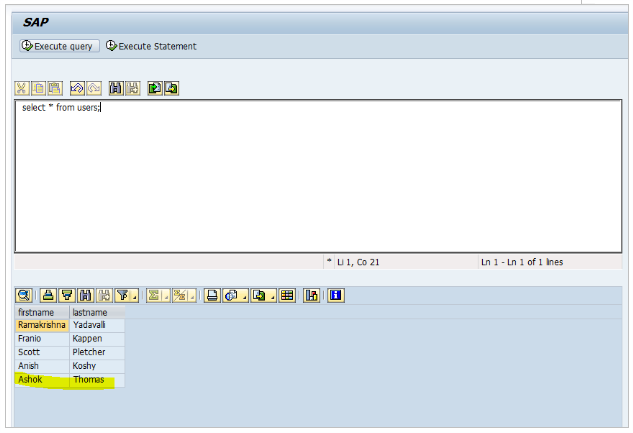 SAP
Execute query Execute Statement
select * from users;
* Li 1, Co 21 Ln 1 - Ln 1 of 1 lines
firstname lastname
Ramakrishna Yadavalli
Franio Kappen
Scott Pletcher
Anish Koshy
Ashok Thomas